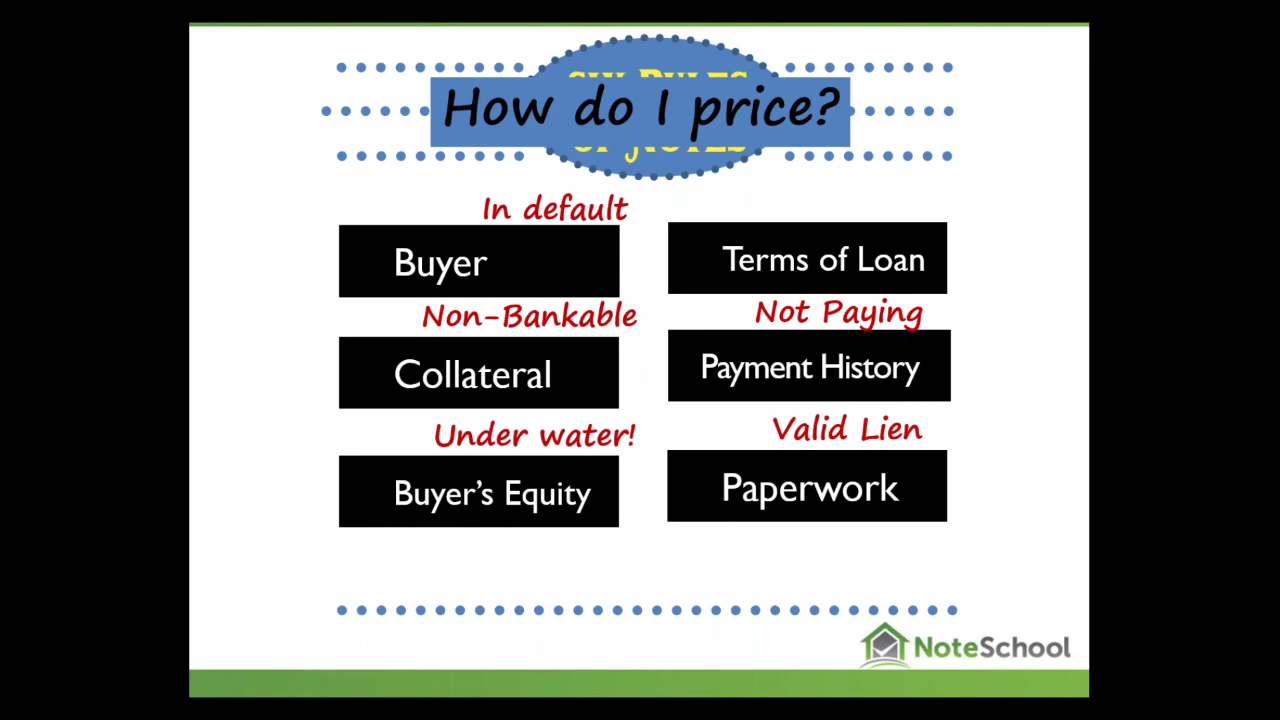 How do I price?
In default
Buyer
Non-Bankable
Collateral
Under water!
Buyer's Equity
Terms of Loan
Not Paying
Payment History
Valid Lien
Paperwork
NoteSchool